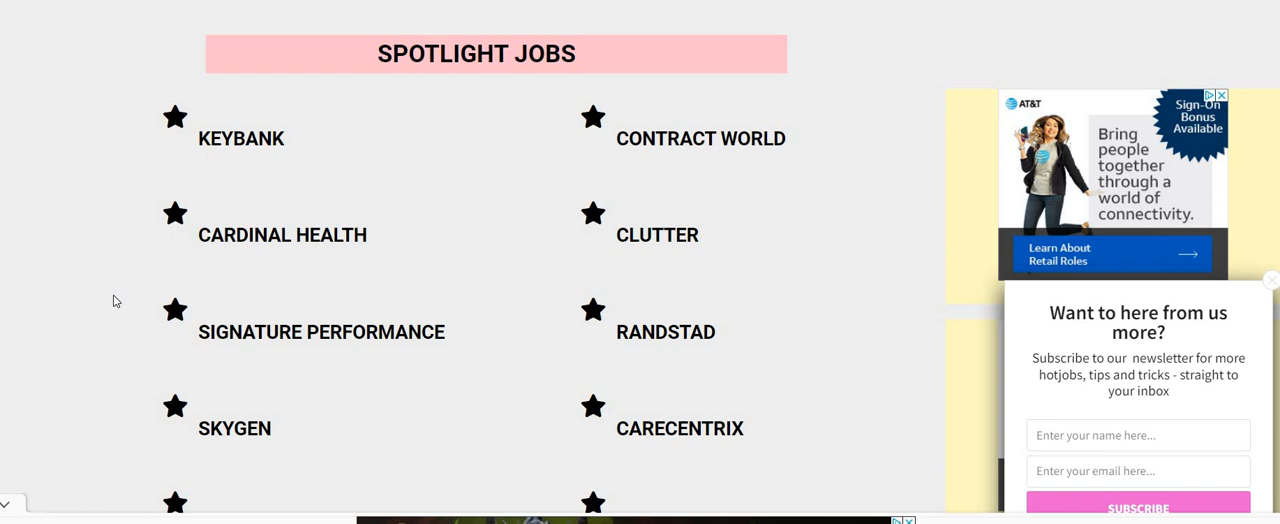 SPOTLIGHT JOBS
KEYBANK
CONTRACT WORLD
CARDINAL HEALTH
CLUTTER
SIGNATURE PERFORMANCE
RANDSTAD
SKYGEN
CARECENTRIX
AT&T
Sign-On
Bonus
Available
Bring
people
together
through a
world of
connectivity.
Learn About
Retail Roles
Want to here from us
more?
Subscribe to our newsletter for more
hotjobs, tips and tricks - straight to
your inbox
Enter your name here...
Enter your email here...
SUBSCRIBE